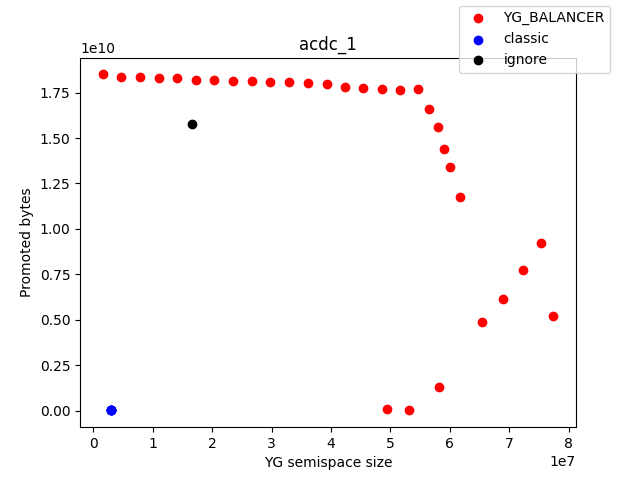 YG_BALANCER
classic
ignore
acdc_1
1e10
1.75
1.50
1.25
1.00
0.75
0.50
0.25
0.00
Promoted bytes
0 1 2 3 4 5 6 7 8
YG semispace size
1e7